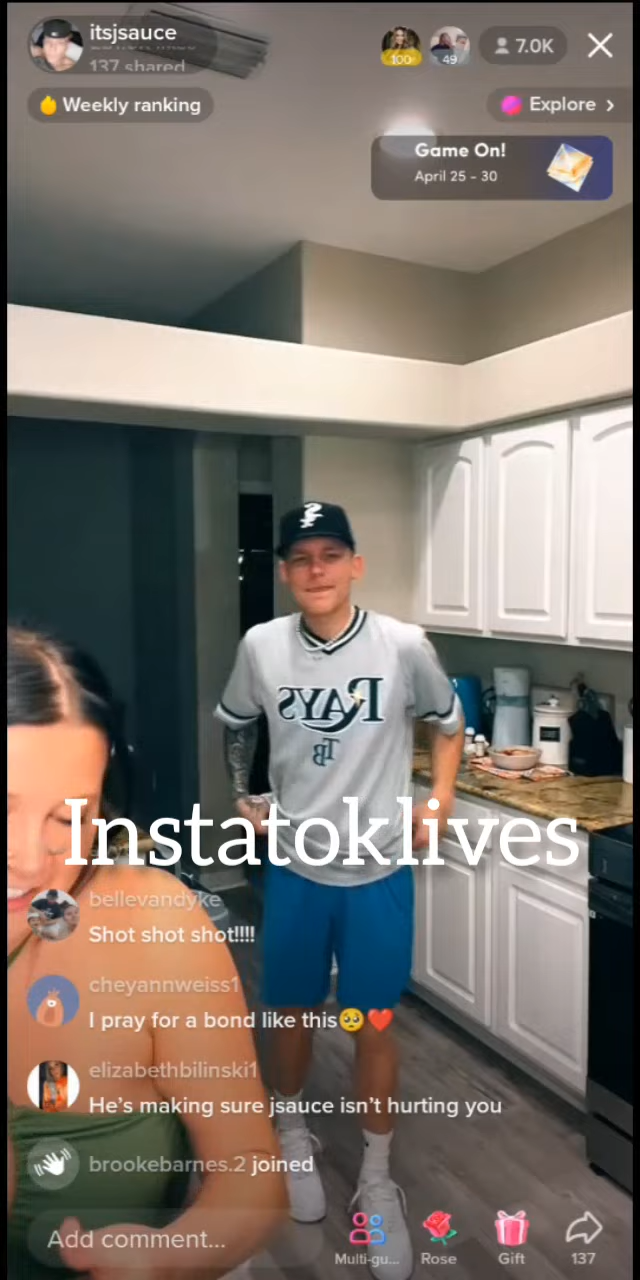 itsjsauce
137 shared
100
49
7.0K
Weekly ranking
Explore >
Game On!
April 25 - 30
RAYS
TB
Instatoklives
bellevandyke
Shot shot shot!!!!
cheyannweiss1
I pray for a bond like this🥺❤️
elizabethbilinski1
He's making sure jsauce isn't hurting you
brookebarnes.2 joined
Add comment...
Multi-gu...
Rose
Gift
137